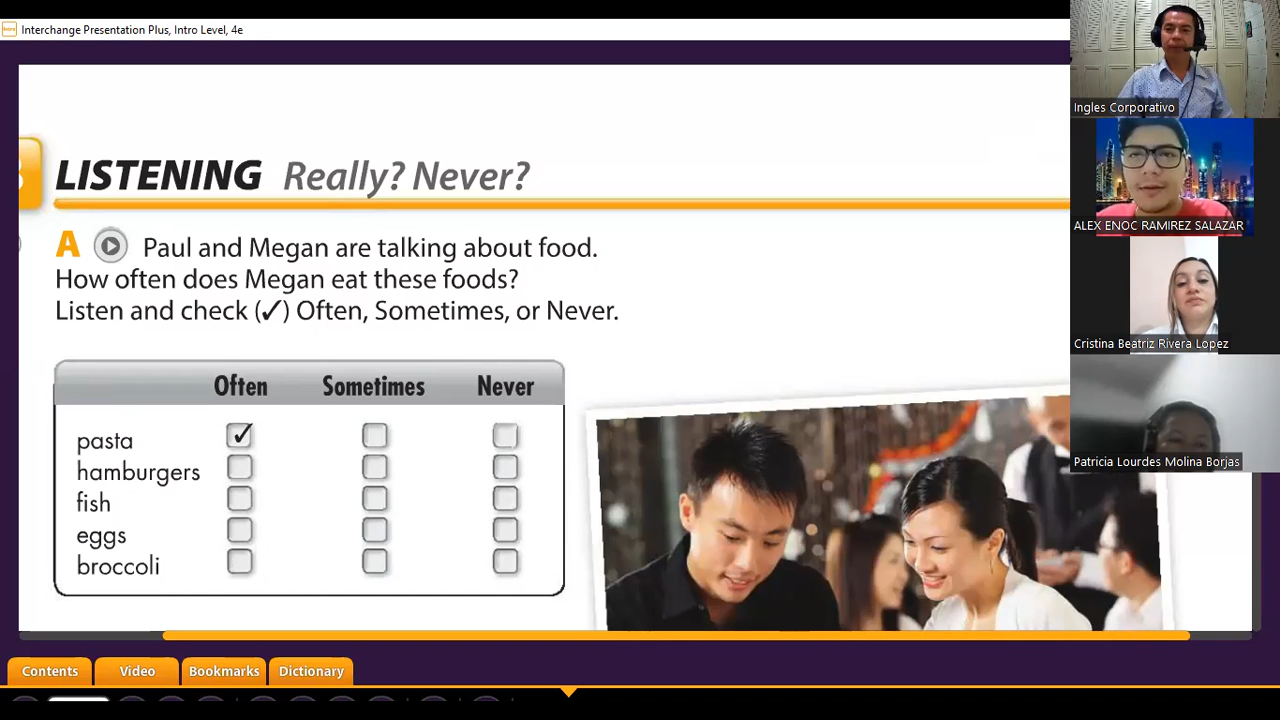 Interchange Presentation Plus, Intro Level, 4e
LISTENING Really? Never?
A Paul and Megan are talking about food.
How often does Megan eat these foods?
Listen and check (✓) Often, Sometimes, or Never.
Often Sometimes Never
pasta ✓
hamburgers
fish
eggs
broccoli
Contents Video Bookmarks Dictionary
Ingles Corporativo
ALEX ENOC RAMIREZ SALAZAR
Cristina Beatriz Rivera Lopez
Patricia Lourdes Molina Borjas